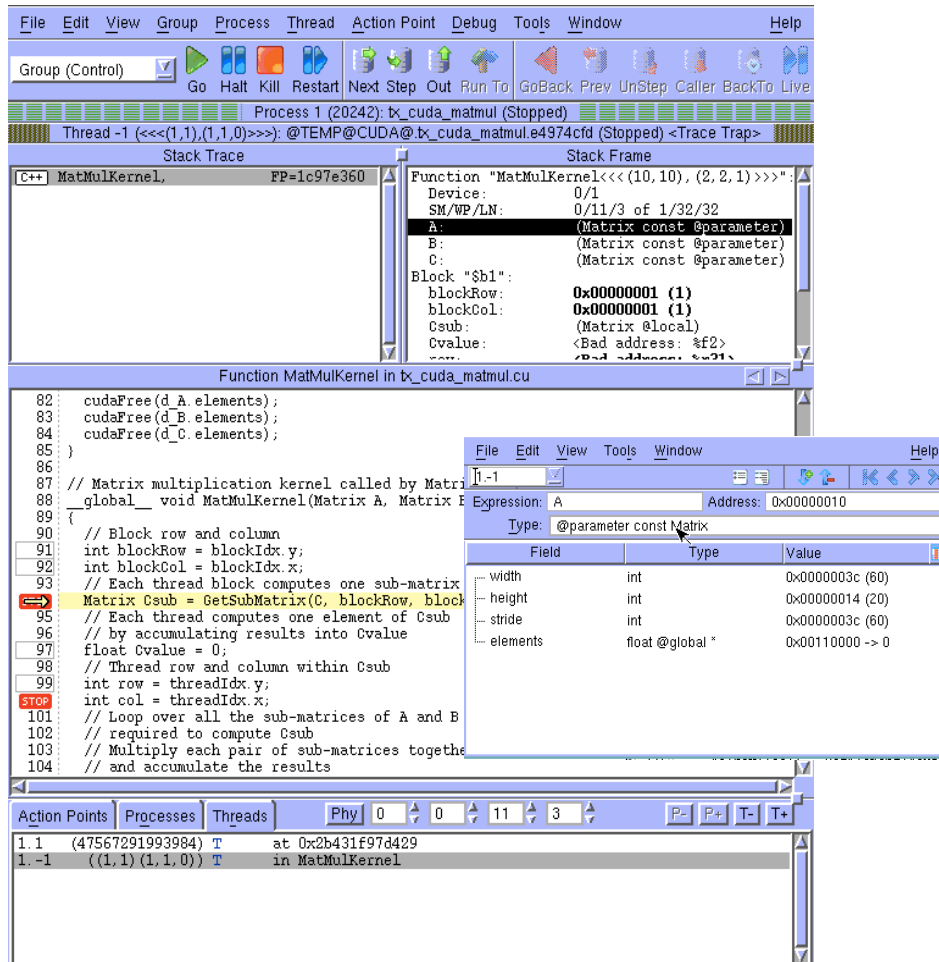 File Edit View Group Process Thread Action Point Debug Tools Window Help
Group (Control)
Go Halt Kill Restart Next Step Out Run To GoBack Prev UnStep Caller BackTo Live
Process 1 (20242): tx_cuda_matmul (Stopped)
Thread -1 (<<<(1,1),(1,1,0)>>>): @TEMP@CUDA@.tx_cuda_matmul.e4974cfd (Stopped) <Trace Trap>
Stack Trace
C++ MatMulKernel, FP=1c97e360
Stack Frame
Function "MatMulKernel<<<(10,10),(2,2,1)>>>":
Device: 0/1
SM/WP/LN: 0/11/3 of 1/32/32
A: (Matrix const @parameter)
B: (Matrix const @parameter)
C: (Matrix const @parameter)
Block "$b1":
blockRow: 0x00000001 (1)
blockCol: 0x00000001 (1)
Csub: (Matrix @local)
Cvalue: <Bad address: %f2>
row: <Bad address: %r31>
Function MatMulKernel in tx_cuda_matmul.cu
82 cudaFree(d_A.elements);
83 cudaFree(d_B.elements);
84 cudaFree(d_C.elements);
85 }
86
87 // Matrix multiplication kernel called by Matri
88 __global__ void MatMulKernel(Matrix A, Matrix B
89 {
90 // Block row and column
91 int blockRow = blockIdx.y;
92 int blockCol = blockIdx.x;
93 // Each thread block computes one sub-matrix
Matrix Csub = GetSubMatrix(C, blockRow, block
95 // Each thread computes one element of Csub
96 // by accumulating results into Cvalue
97 float Cvalue = 0;
98 // Thread row and column within Csub
99 int row = threadIdx.y;
STOP int col = threadIdx.x;
101 // Loop over all the sub-matrices of A and B
102 // required to compute Csub
103 // Multiply each pair of sub-matrices togethe
104 // and accumulate the results
File Edit View Tools Window Help
1.-1
Expression: A Address: 0x00000010
Type: @parameter const Matrix
Field Type Value
width int 0x0000003c (60)
height int 0x00000014 (20)
stride int 0x0000003c (60)
elements float @global * 0x00110000 -> 0
Action Points Processes Threads Phy 0 0 11 3 P- P+ T- T+
1.1 (47567291993984) T at 0x2b431f97d429
1.-1 ((1,1)(1,1,0)) T in MatMulKernel